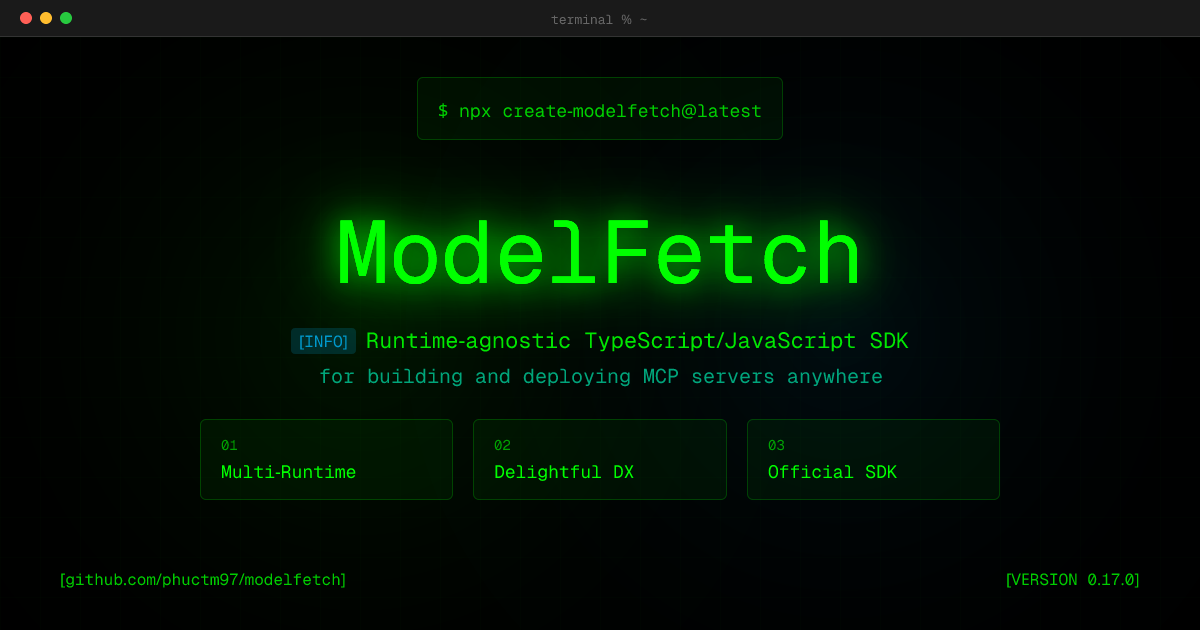 terminal % ~
$ npx create-modelfetch@latest
ModelFetch
[INFO] Runtime-agnostic TypeScript/JavaScript SDK
for building and deploying MCP servers anywhere
01
Multi-Runtime
02
Delightful DX
03
Official SDK
[github.com/phuctm97/modelfetch]
[VERSION 0.17.0]